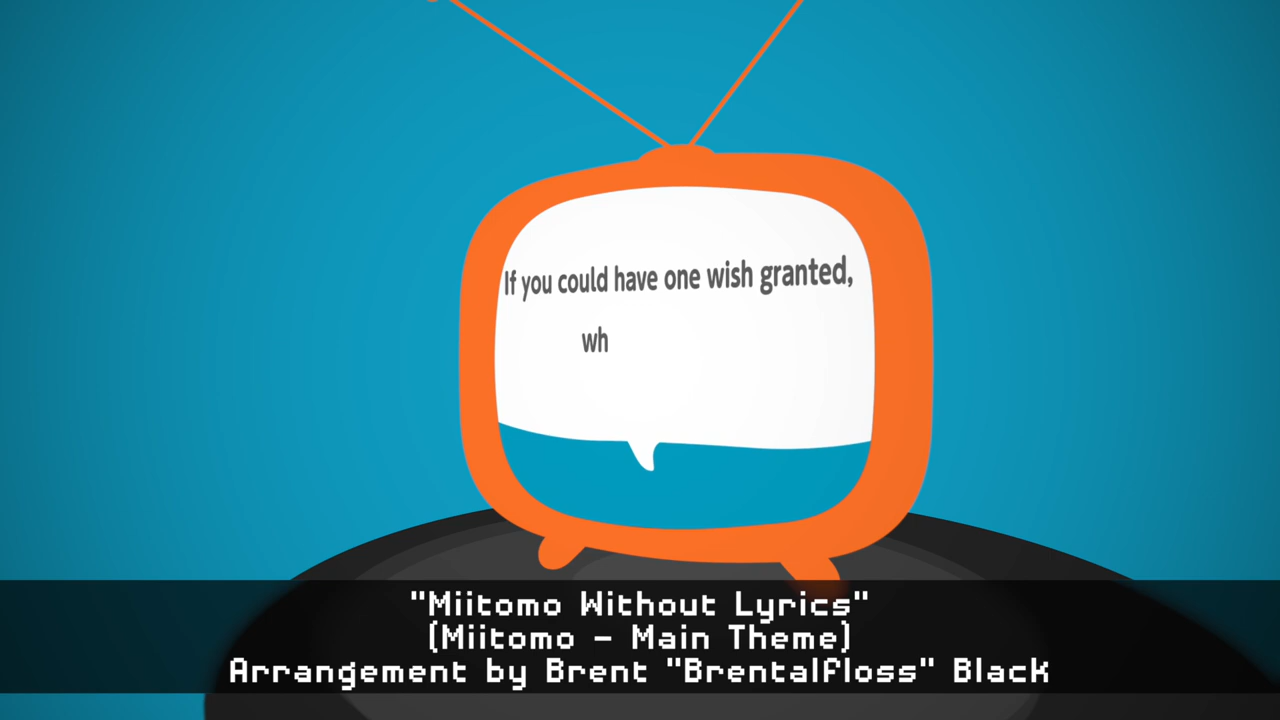 If you could have one wish granted,
wh
"Miitomo Without Lyrics"
(Miitomo - Main Theme)
Arrangement by Brent "Brentalfloss" Black